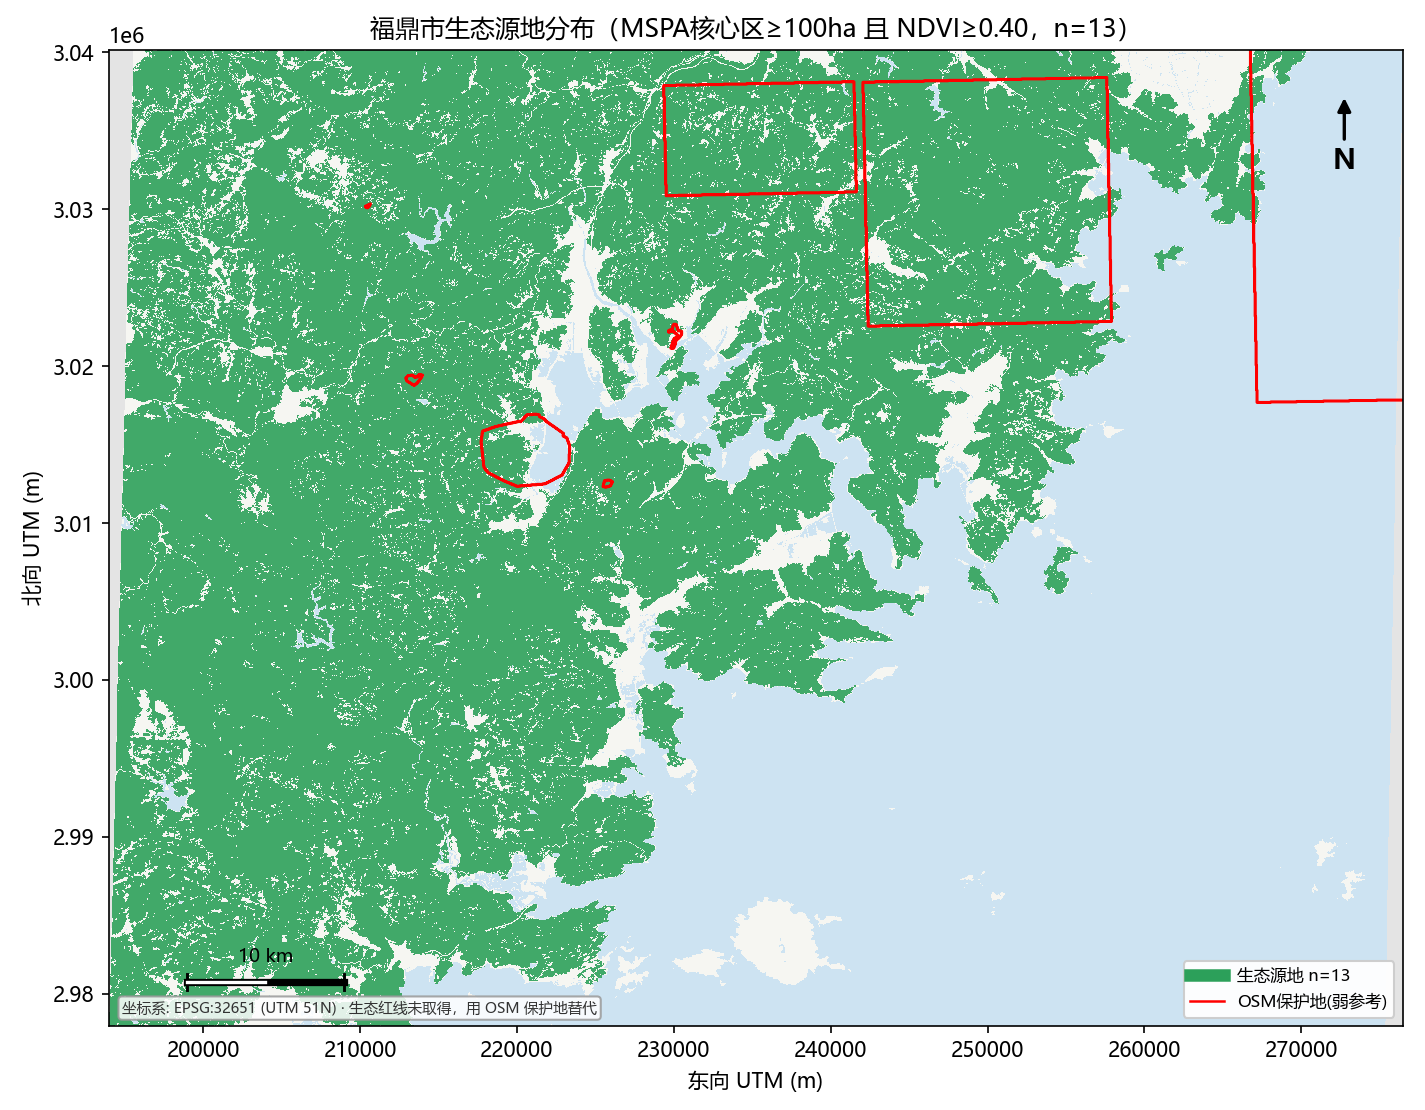 福鼎市生态源地分布（MSPA核心区≥100ha 且 NDVI≥0.40，n=13）
1e6
3.04
3.03
3.02
3.01
3.00
2.99
2.98
北向 UTM (m)
N
10 km
坐标系: EPSG:32651 (UTM 51N) · 生态红线未取得，用 OSM 保护地替代
生态源地 n=13
OSM保护地(弱参考)
200000 210000 220000 230000 240000 250000 260000 270000
东向 UTM (m)